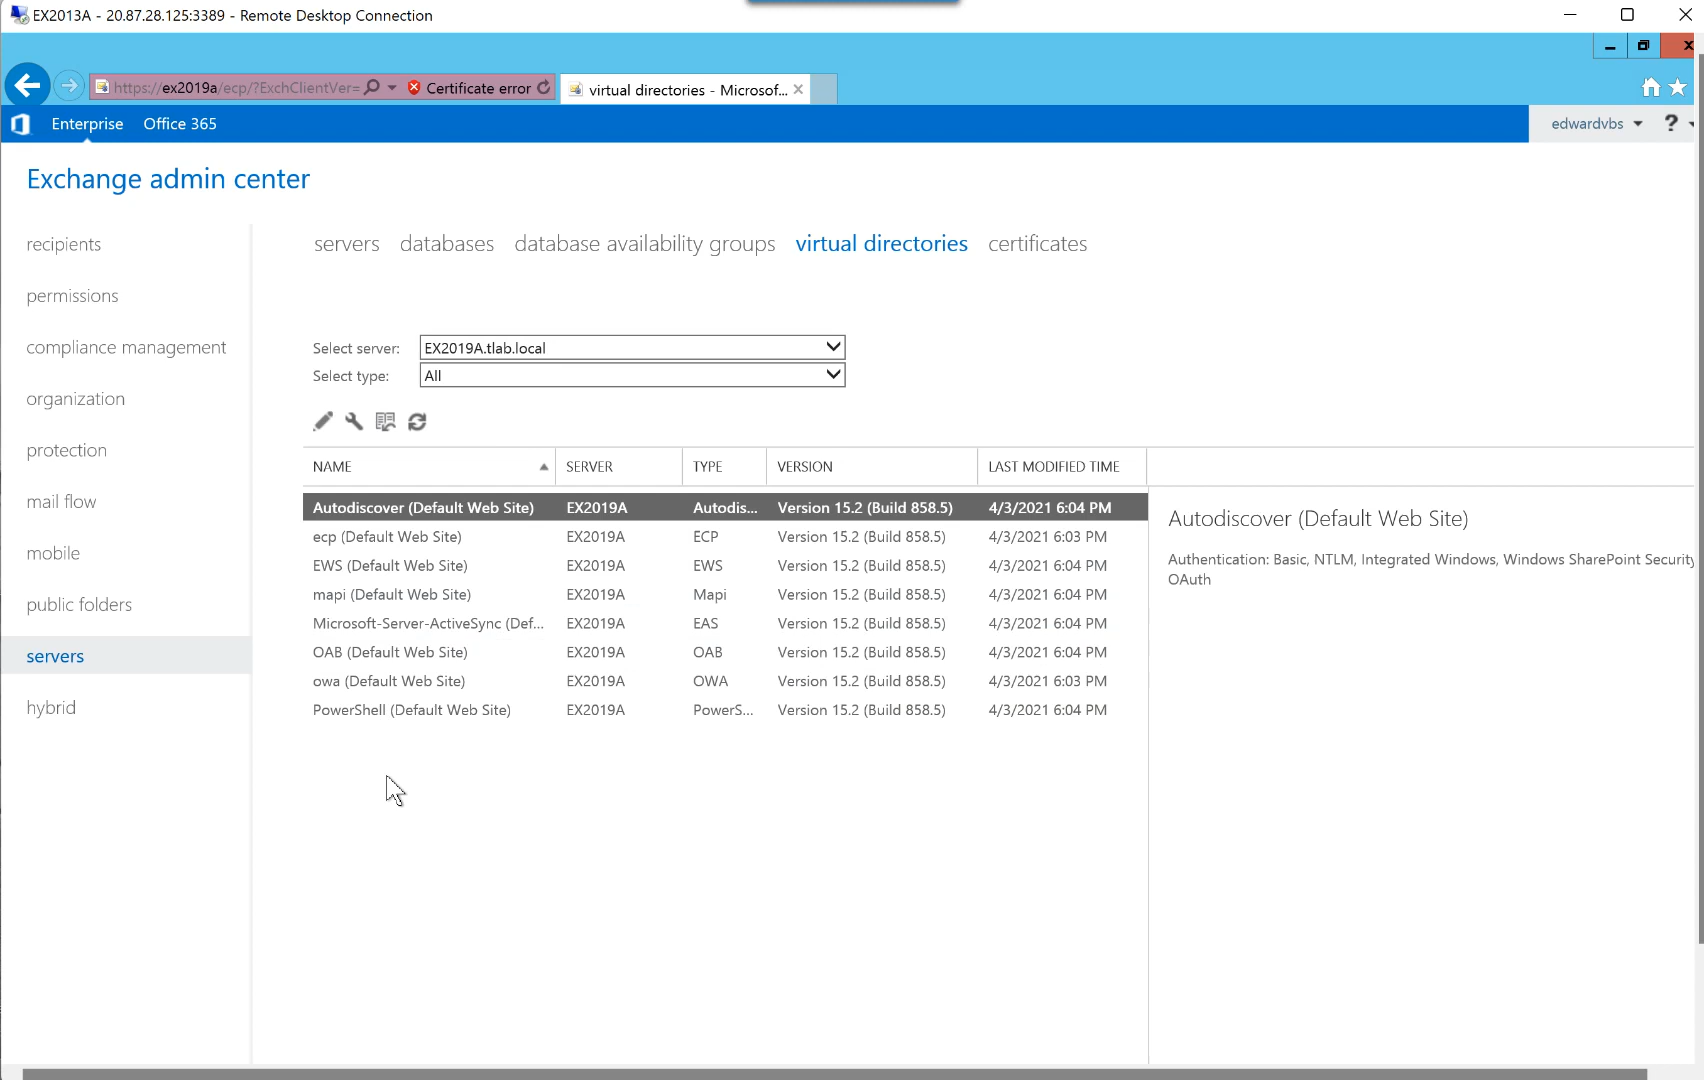 EX2013A - 20.87.28.125:3389 - Remote Desktop Connection
https://ex2019a/ecp/?ExchClientVer= Certificate error virtual directories - Microsof...
Enterprise Office 365 edwardvbs ?
Exchange admin center
recipients
permissions
compliance management
organization
protection
mail flow
mobile
public folders
servers
hybrid
servers databases database availability groups virtual directories certificates
Select server: EX2019A.tlab.local
Select type: All
NAME SERVER TYPE VERSION LAST MODIFIED TIME
Autodiscover (Default Web Site) EX2019A Autodis... Version 15.2 (Build 858.5) 4/3/2021 6:04 PM
ecp (Default Web Site) EX2019A ECP Version 15.2 (Build 858.5) 4/3/2021 6:03 PM
EWS (Default Web Site) EX2019A EWS Version 15.2 (Build 858.5) 4/3/2021 6:04 PM
mapi (Default Web Site) EX2019A Mapi Version 15.2 (Build 858.5) 4/3/2021 6:04 PM
Microsoft-Server-ActiveSync (Def... EX2019A EAS Version 15.2 (Build 858.5) 4/3/2021 6:04 PM
OAB (Default Web Site) EX2019A OAB Version 15.2 (Build 858.5) 4/3/2021 6:04 PM
owa (Default Web Site) EX2019A OWA Version 15.2 (Build 858.5) 4/3/2021 6:03 PM
PowerShell (Default Web Site) EX2019A PowerS... Version 15.2 (Build 858.5) 4/3/2021 6:04 PM
Autodiscover (Default Web Site)
Authentication: Basic, NTLM, Integrated Windows, Windows SharePoint Security
OAuth